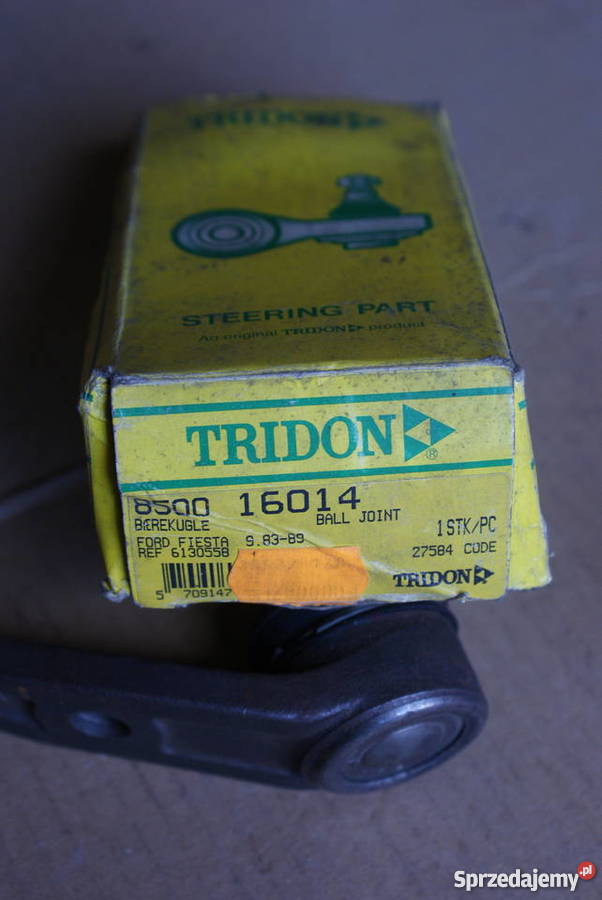 TRIDON
STEERING PART
An original TRIDON product
TRIDON
®
8500 16014
BÆREKUGLE BALL JOINT 1STK/PC
FORD FIESTA 9.83-89
REF 6130558 27584 CODE
5 709147
TRIDON
Sprzedajemy.pl